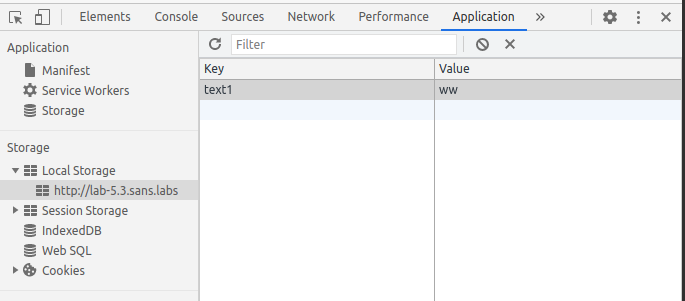 Elements Console Sources Network Performance Application »
Application
Manifest
Service Workers
Storage
Storage
Local Storage
http://lab-5.3.sans.labs
Session Storage
IndexedDB
Web SQL
Cookies
Filter
Key Value
text1 ww